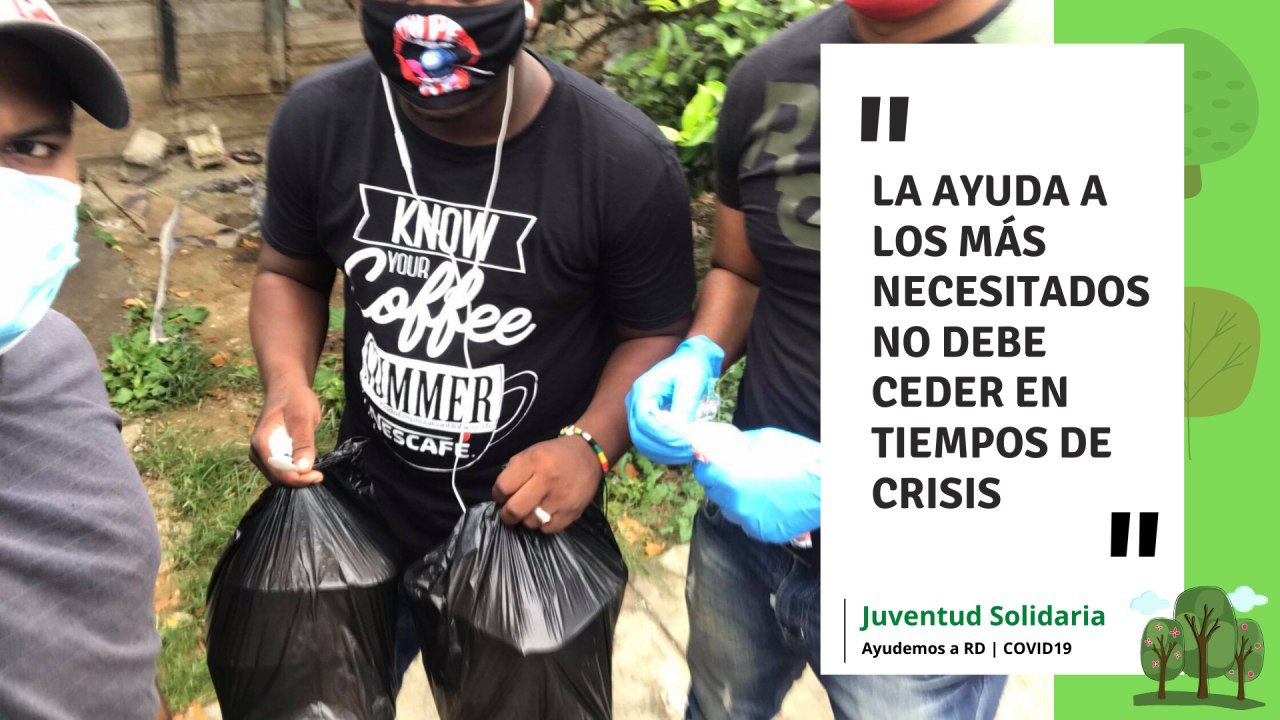 KNOW
YOUR
Coffee
SUMMER
NESCAFÉ.
"
LA AYUDA A
LOS MÁS
NECESITADOS
NO DEBE
CEDER EN
TIEMPOS DE
CRISIS
"
Juventud Solidaria
Ayudemos a RD | COVID19